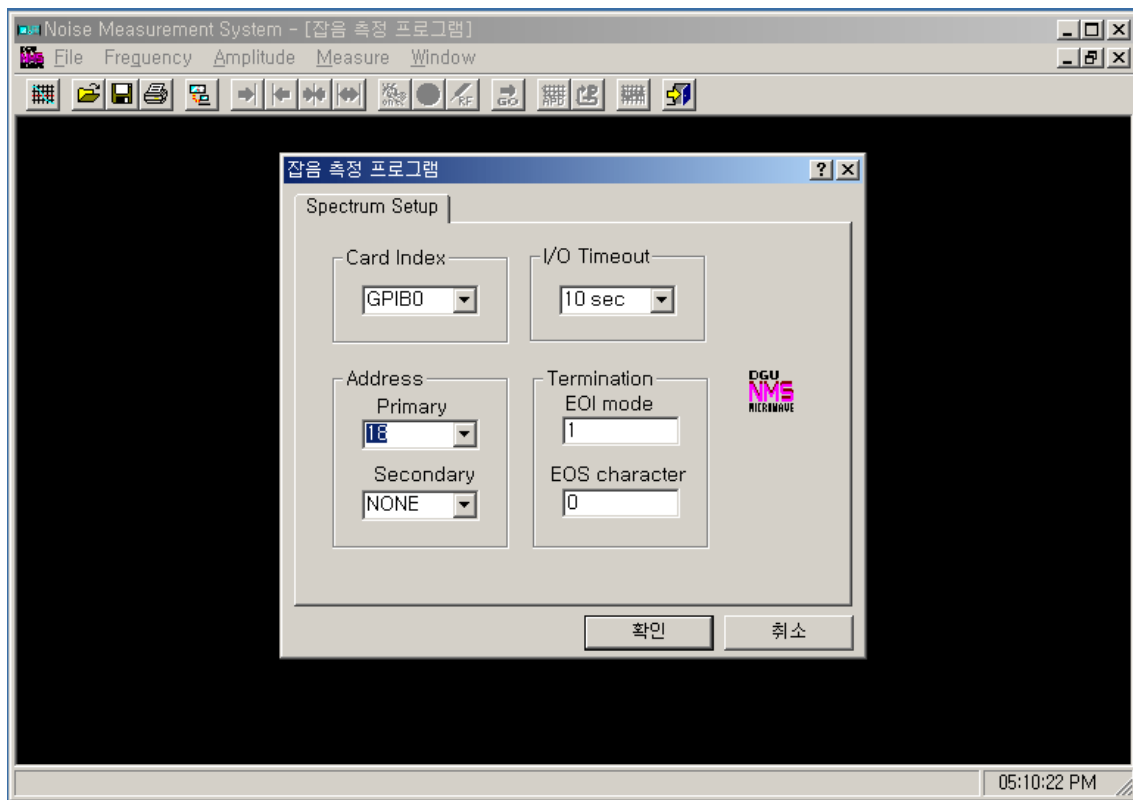 Noise Measurement System - [잡음 측정 프로그램]
File Frequency Amplitude Measure Window
RF GO
잡음 측정 프로그램
Spectrum Setup
Card Index
GPIB0
I/O Timeout
10 sec
Address
Primary
18
Secondary
NONE
Termination
EOI mode
1
EOS character
0
DGU
NMS
MICROWAVE
확인 취소
05:10:22 PM